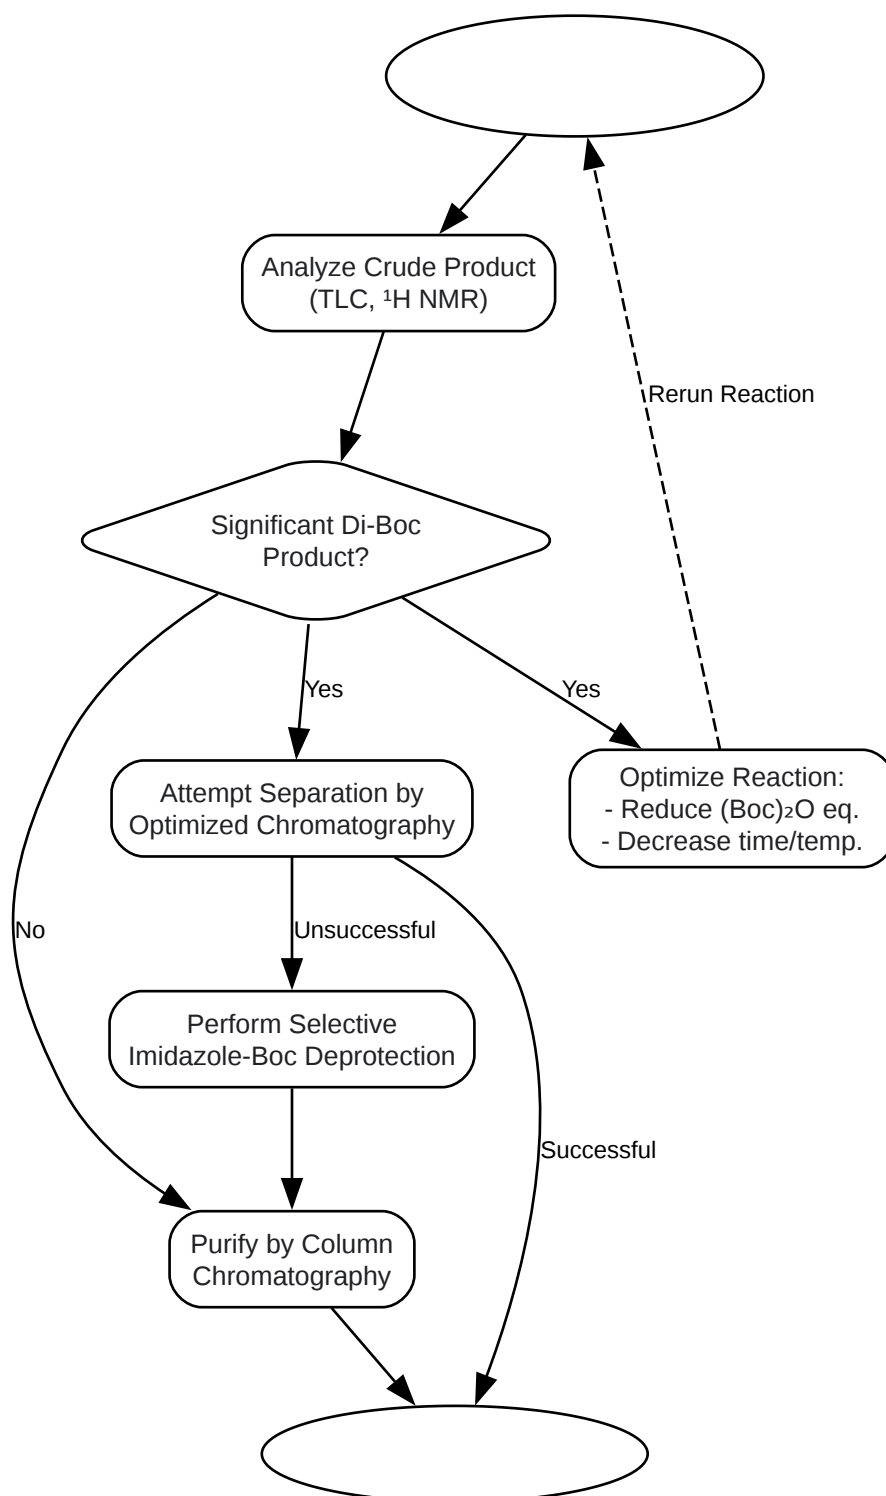 Analyze Crude Product
(TLC, ¹H NMR)
Rerun Reaction
Significant Di-Boc
Product?
Yes
Yes
Optimize Reaction:
- Reduce (Boc)₂O eq.
- Decrease time/temp.
Attempt Separation by
Optimized Chromatography
No
Unsuccessful
Perform Selective
Imidazole-Boc Deprotection
Successful
Purify by Column
Chromatography